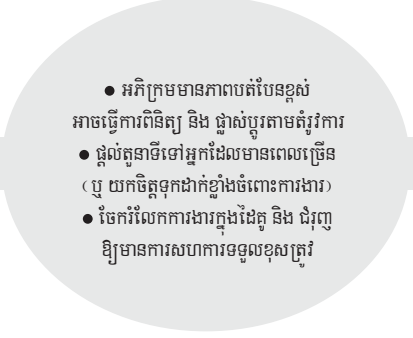 ● អភិក្រមមានភាពបត់បែនខ្ពស់
អាចធ្វើការពិនិត្យ និង ផ្លាស់ប្ដូរតាមតំរូវការ
● ផ្ដល់តួនាទីទៅអ្នកដែលមានពេលច្រើន
(ឬ យកចិត្តទុកដាក់ខ្លាំងចំពោះការងារ)
● ចែករំលែកការងារក្នុងដៃគូ និង ជំរុញ
ឱ្យមានការសហការទទួលខុសត្រូវ